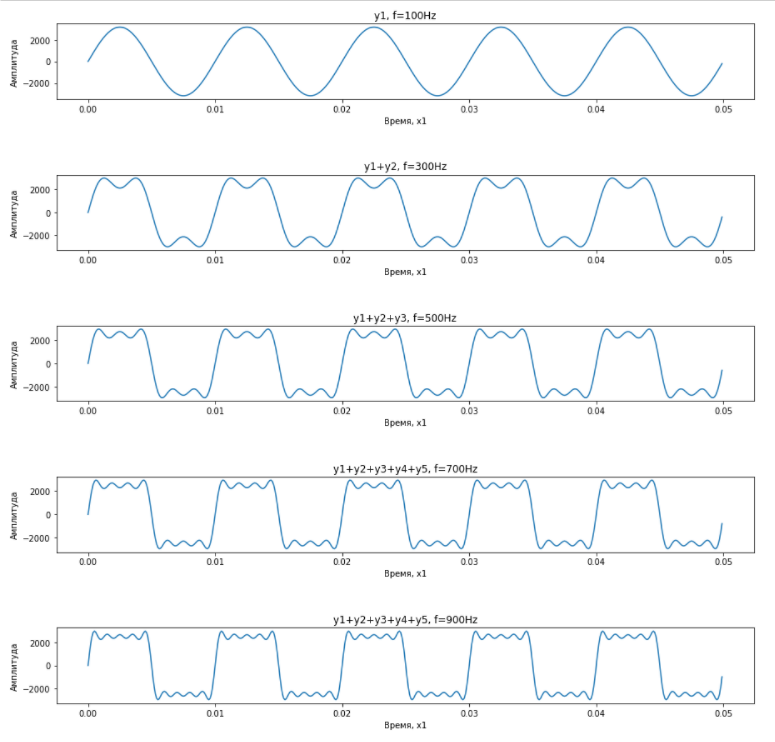 y1, f=100Hz
2000
0
−2000
Амплитуда
0.00 0.01 0.02 0.03 0.04 0.05
Время, x1
y1+y2, f=300Hz
2000
0
−2000
Амплитуда
0.00 0.01 0.02 0.03 0.04 0.05
Время, x1
y1+y2+y3, f=500Hz
2000
0
−2000
Амплитуда
0.00 0.01 0.02 0.03 0.04 0.05
Время, x1
y1+y2+y3+y4+y5, f=700Hz
2000
0
−2000
Амплитуда
0.00 0.01 0.02 0.03 0.04 0.05
Время, x1
y1+y2+y3+y4+y5, f=900Hz
2000
0
−2000
Амплитуда
0.00 0.01 0.02 0.03 0.04 0.05
Время, x1